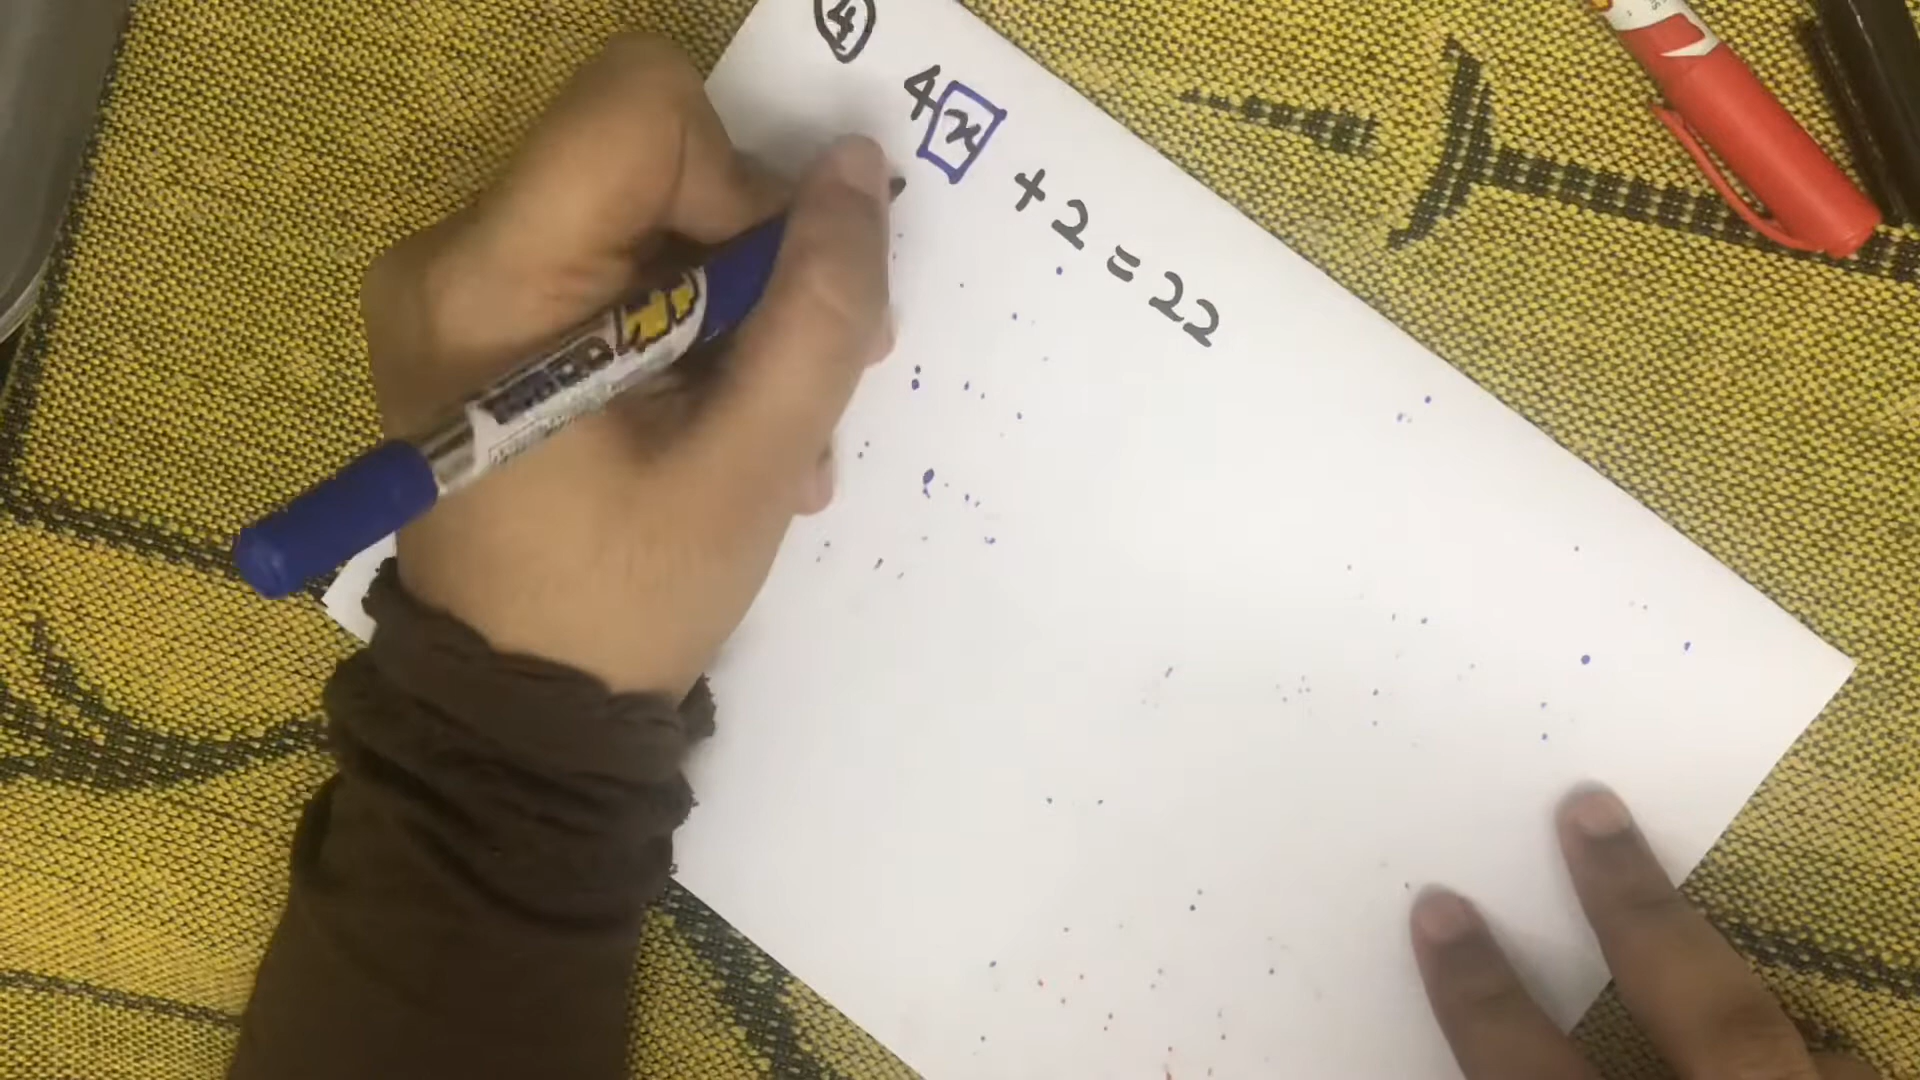 ④
4x + 2 = 22